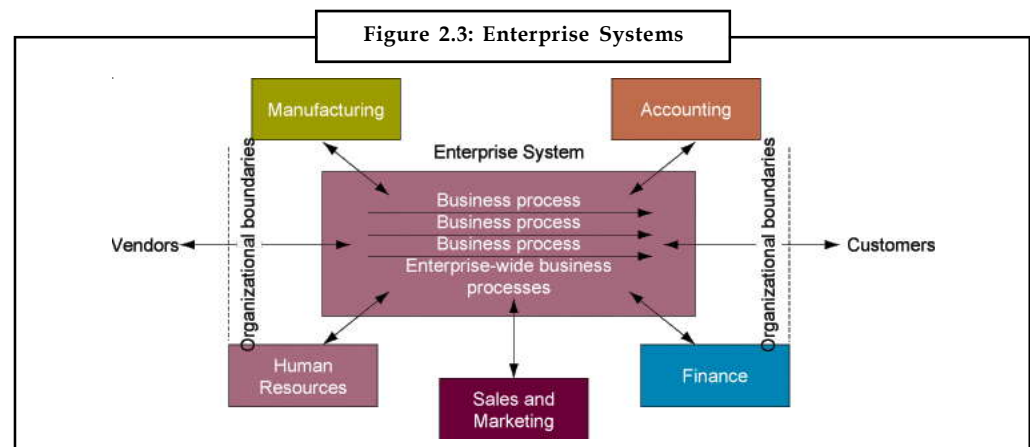 Figure 2.3: Enterprise Systems
Manufacturing
Accounting
Enterprise System
Organizational boundaries
Business process
Business process
Business process
Enterprise-wide business
processes
Organizational boundaries
Vendors
Customers
Human
Resources
Sales and
Marketing
Finance